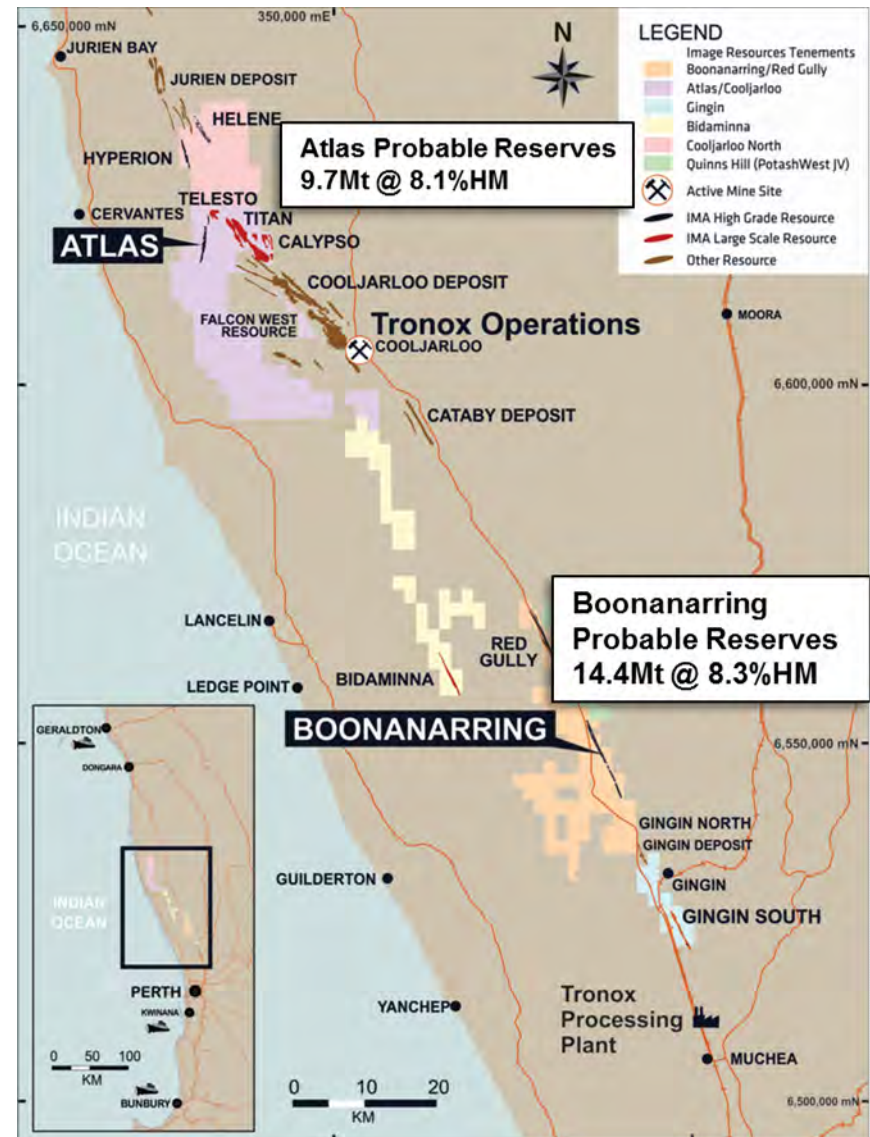 6,650,000 mN
350,000 mE
JURIEN BAY
JURIEN DEPOSIT
HELENE
HYPERION
N
LEGEND
Image Resources Tenements
Boonanarring/Red Gully
Atlas/Cooljarloo
Gingin
Bidaminna
Cooljarloo North
Quinns Hill (PotashWest JV)
Active Mine Site
IMA High Grade Resource
IMA Large Scale Resource
Other Resource
Atlas Probable Reserves
9.7Mt @ 8.1%HM
TELESTO
CERVANTES
TITAN
ATLAS
CALYPSO
COOLJARLOO DEPOSIT
FALCON WEST
RESOURCE
Tronox Operations
COOLJARLOO
MOORA
6,600,000 mN
CATABY DEPOSIT
INDIAN
OCEAN
LANCELIN
RED
GULLY
BIDAMINNA
LEDGE POINT
Boonanarring
Probable Reserves
14.4Mt @ 8.3%HM
BOONANARRING
6,550,000 mN
GINGIN NORTH
GINGIN DEPOSIT
GUILDERTON
GINGIN
GINGIN SOUTH
YANCHEP
Tronox
Processing
Plant
MUCHEA
6,500,000 mN
0 10 20
KM
GERALDTON
DONGARA
INDIAN
OCEAN
PERTH
KWINANA
0 50 100
KM
BUNBURY